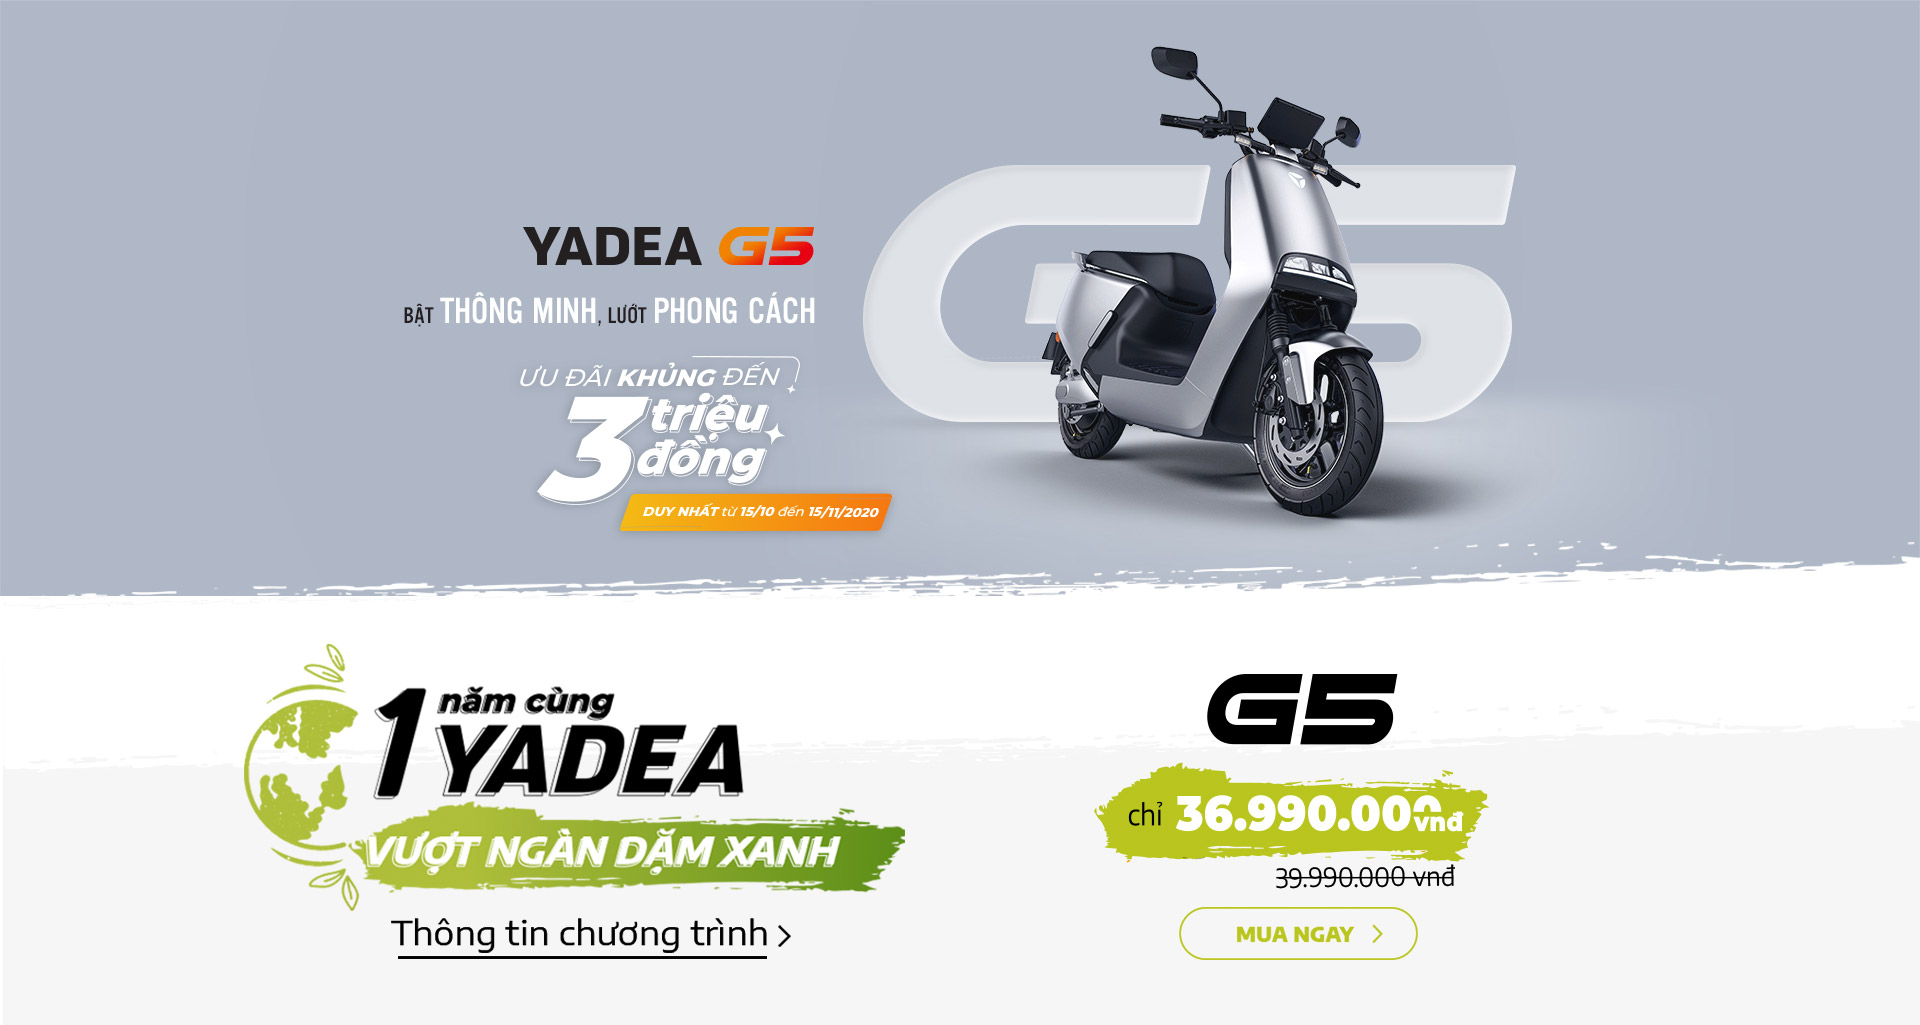 YADEA G5
BẬT THÔNG MINH, LƯỚT PHONG CÁCH
ƯU ĐÃI KHỦNG ĐẾN
3 triệu
đồng
DUY NHẤT từ 15/10 đến 15/11/2020
G5
1 năm cùng
YADEA
VƯỢT NGÀN DẶM XANH
Thông tin chương trình >
G5
chỉ 36.990.000 vnđ
39.990.000 vnđ
MUA NGAY >